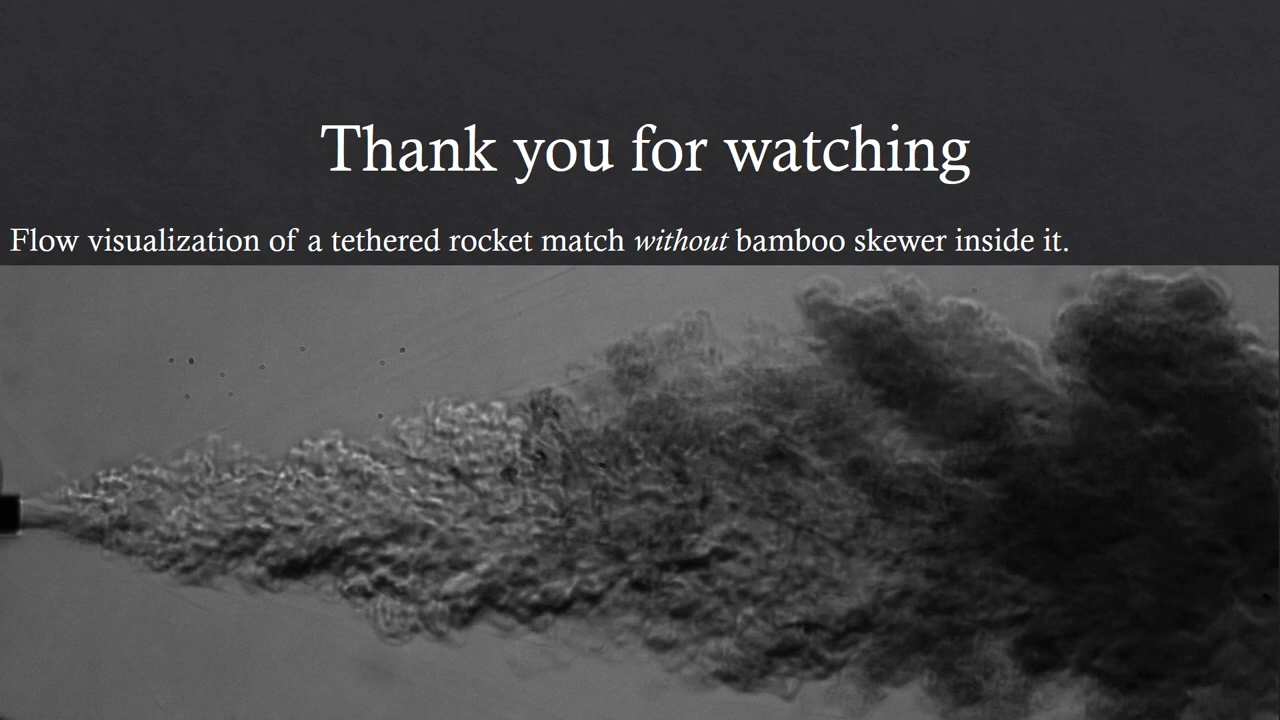 Thank you for watching
Flow visualization of a tethered rocket match without bamboo skewer inside it.